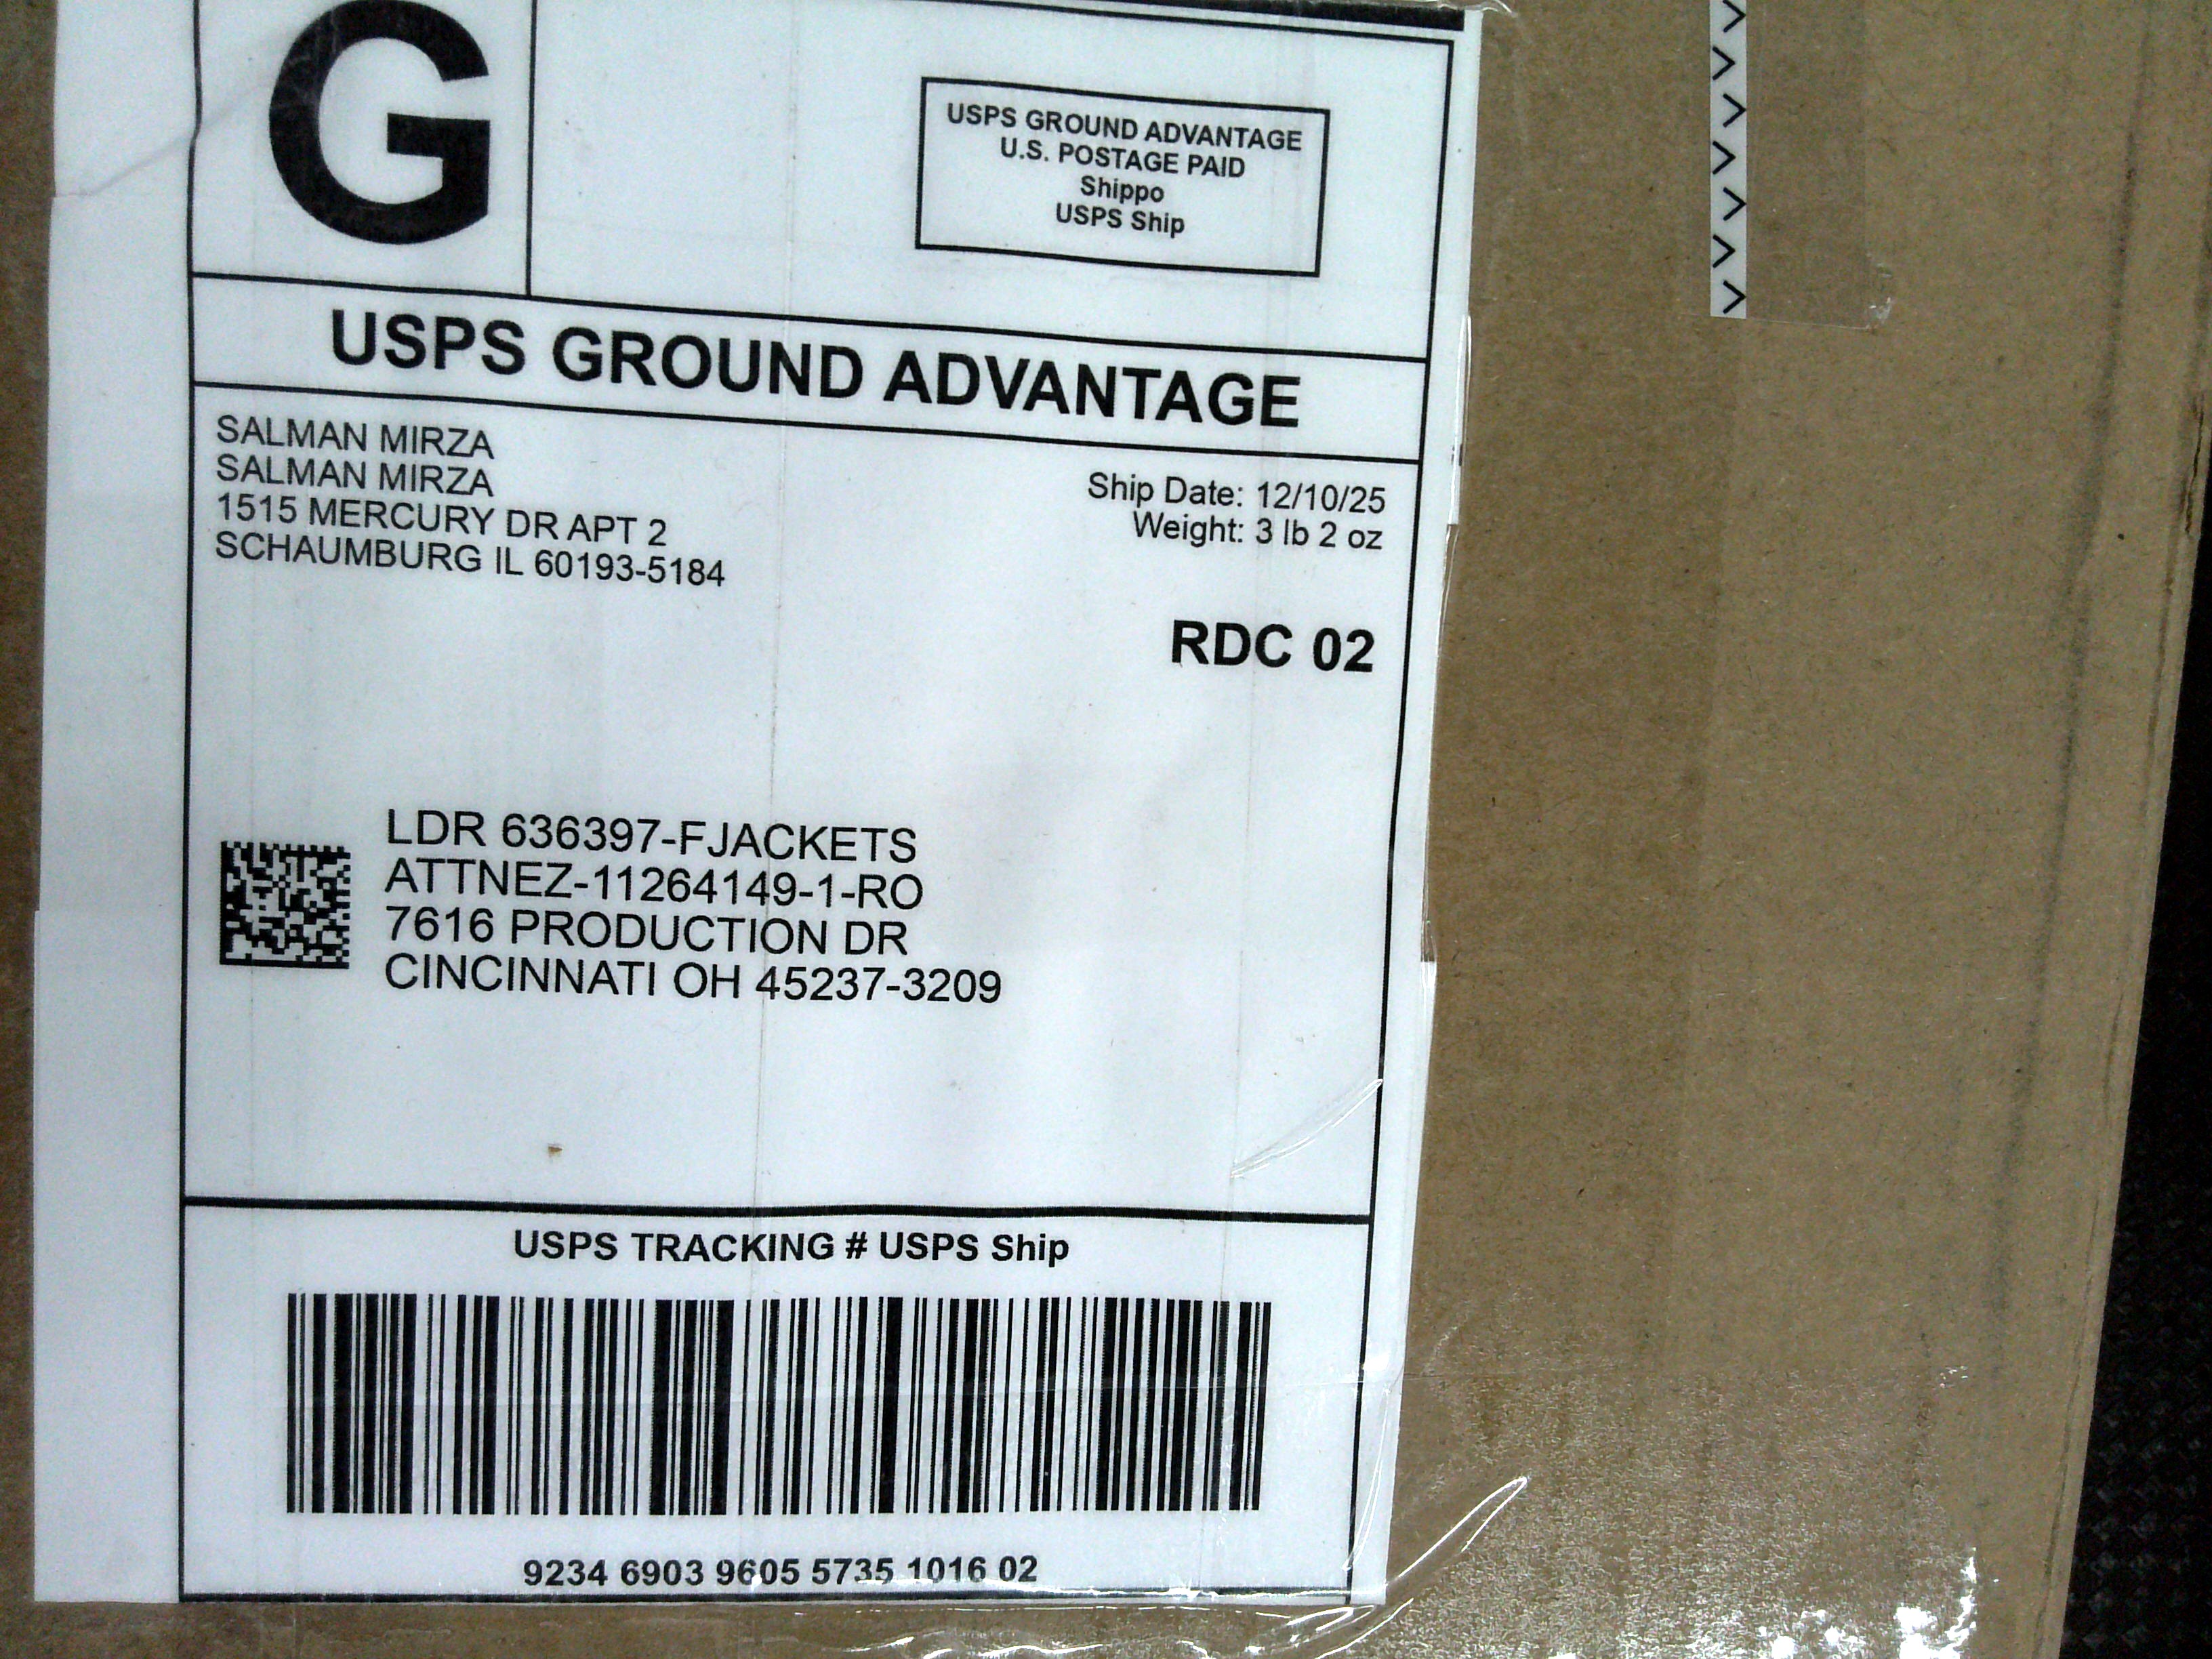 G
USPS GROUND ADVANTAGE
U.S. POSTAGE PAID
Shippo
USPS Ship
USPS GROUND ADVANTAGE
SALMAN MIRZA
SALMAN MIRZA
1515 MERCURY DR APT 2
SCHAUMBURG IL 60193-5184
Ship Date: 12/10/25
Weight: 3 lb 2 oz
RDC 02
LDR 636397-FJACKETS
ATTNEZ-11264149-1-RO
7616 PRODUCTION DR
CINCINNATI OH 45237-3209
USPS TRACKING # USPS Ship
9234 6903 9605 5735 1016 02